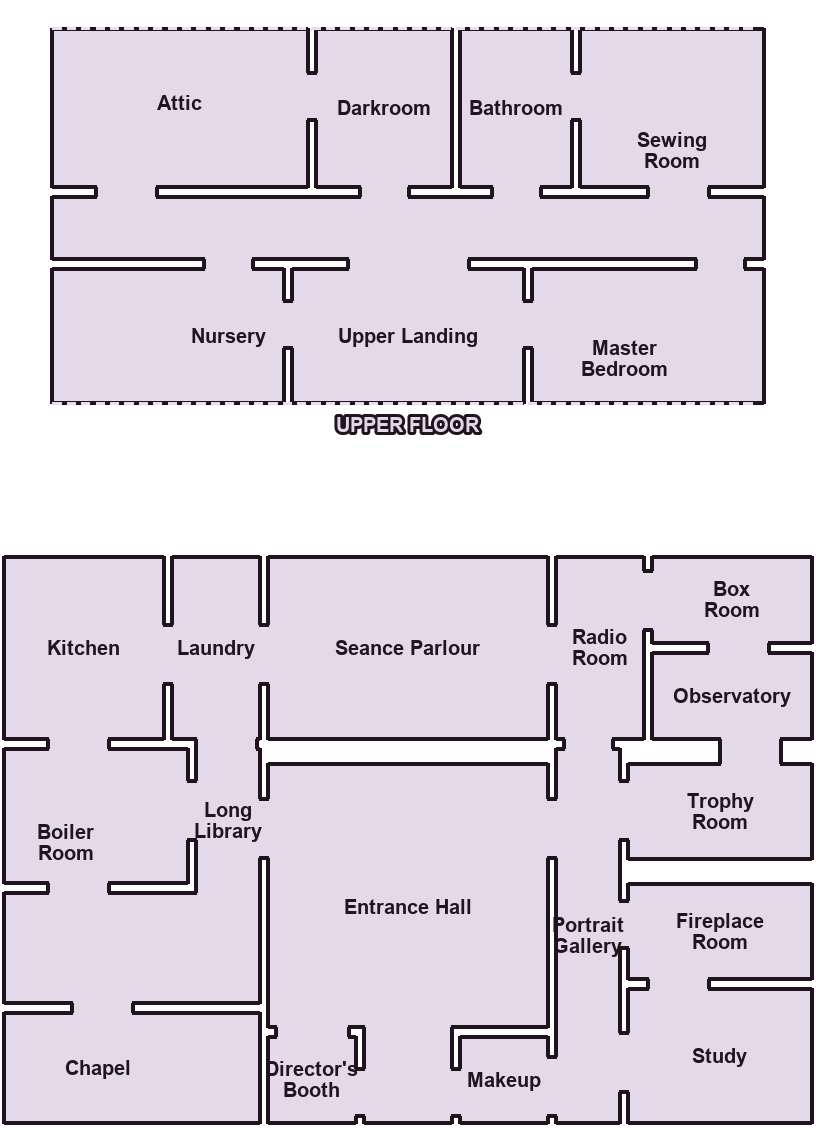 Attic
Darkroom
Bathroom
Sewing
Room
Nursery
Upper Landing
Master
Bedroom
UPPER FLOOR
Kitchen
Laundry
Seance Parlour
Radio
Room
Box
Room
Observatory
Boiler
Room
Long
Library
Trophy
Room
Entrance Hall
Portrait
Gallery
Fireplace
Room
Chapel
Director's
Booth
Makeup
Study